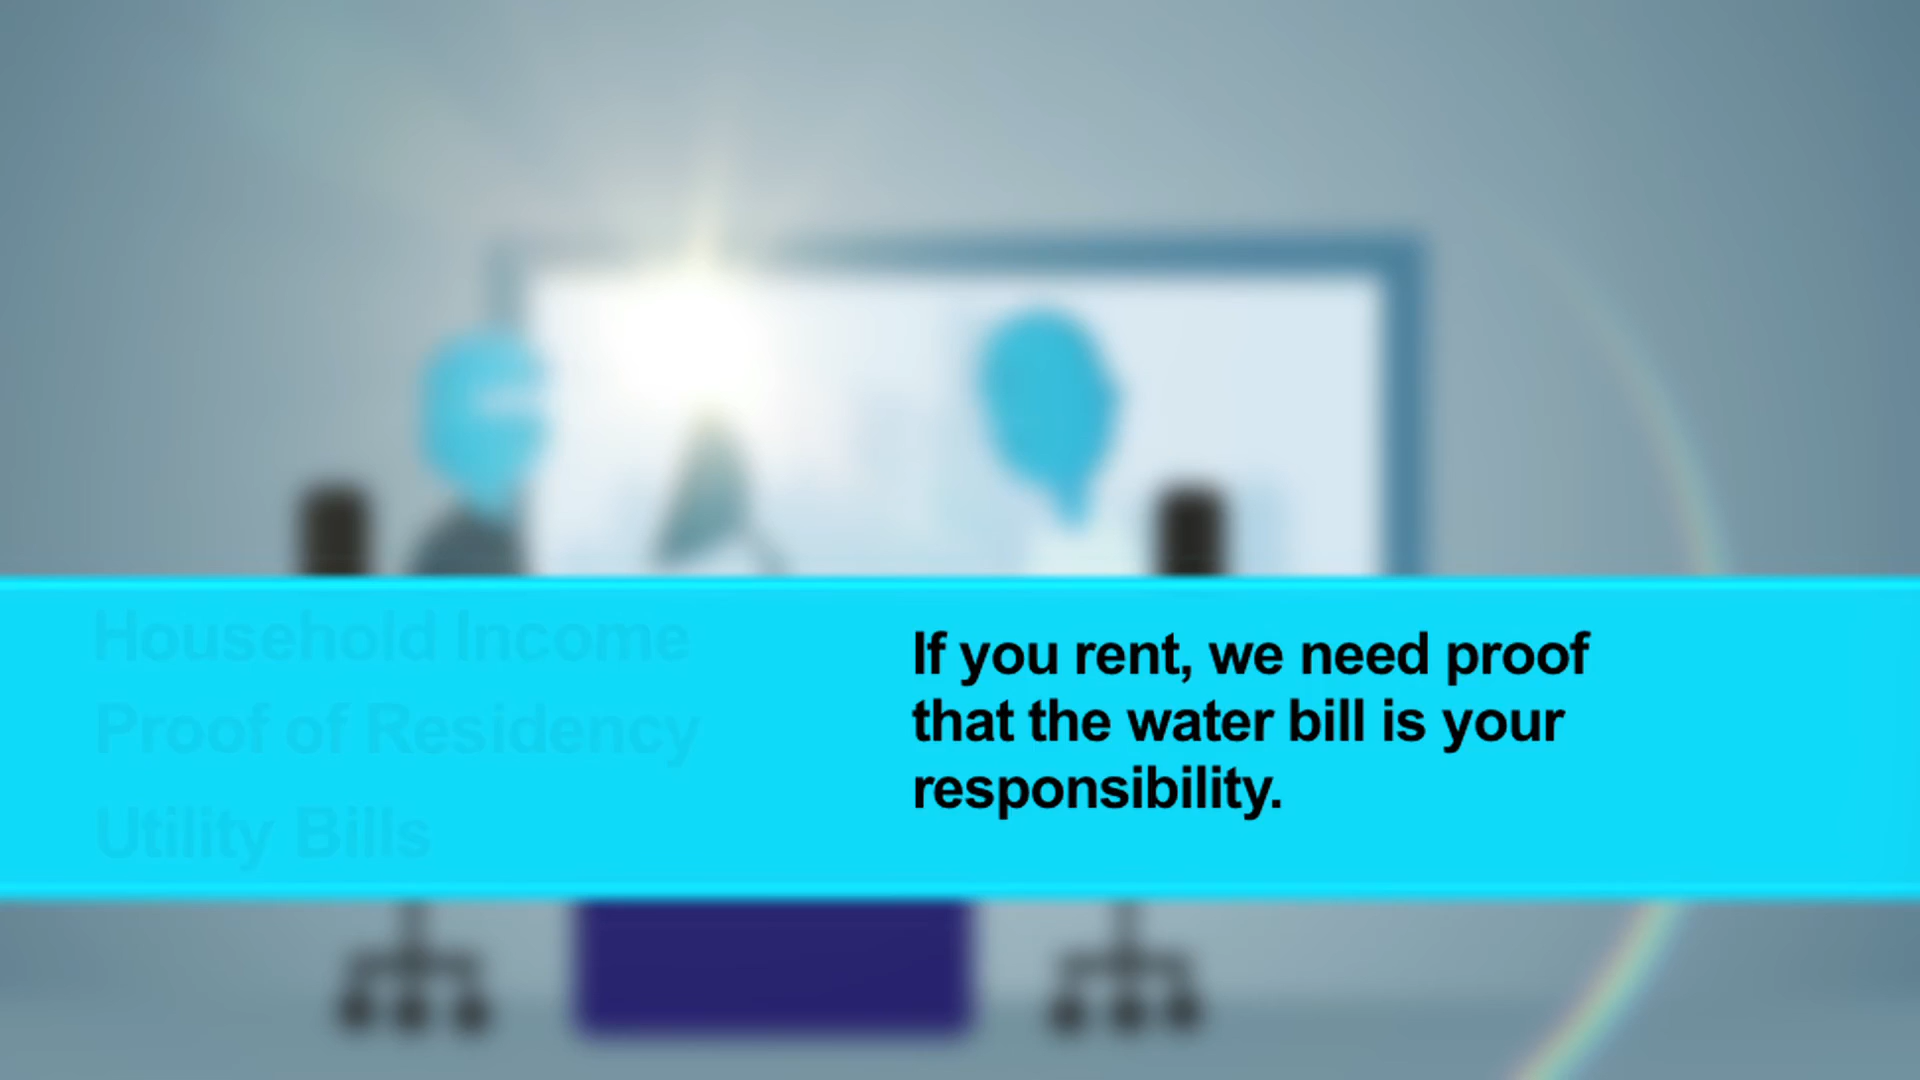 Household Income
Proof of Residency
Utility Bills
If you rent, we need proof
that the water bill is your
responsibility.